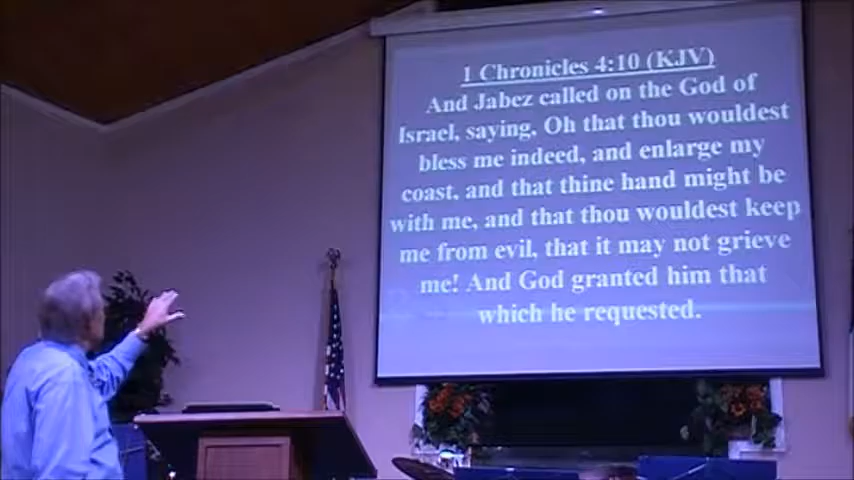 1 Chronicles 4:10 (KJV)
And Jabez called on the God of
Israel, saying, Oh that thou wouldest
bless me indeed, and enlarge my
coast, and that thine hand might be
with me, and that thou wouldest keep
me from evil, that it may not grieve
me! And God granted him that
which he requested.